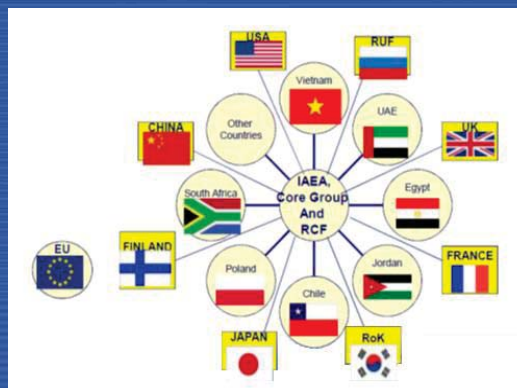 USA
RUF
Vietnam
Other
Countries
UAE
CHINA
UK
IAEA,
Core Group
And
RCF
South Africa
Egypt
EU
FINLAND
FRANCE
Poland
Jordan
Chile
JAPAN
RoK